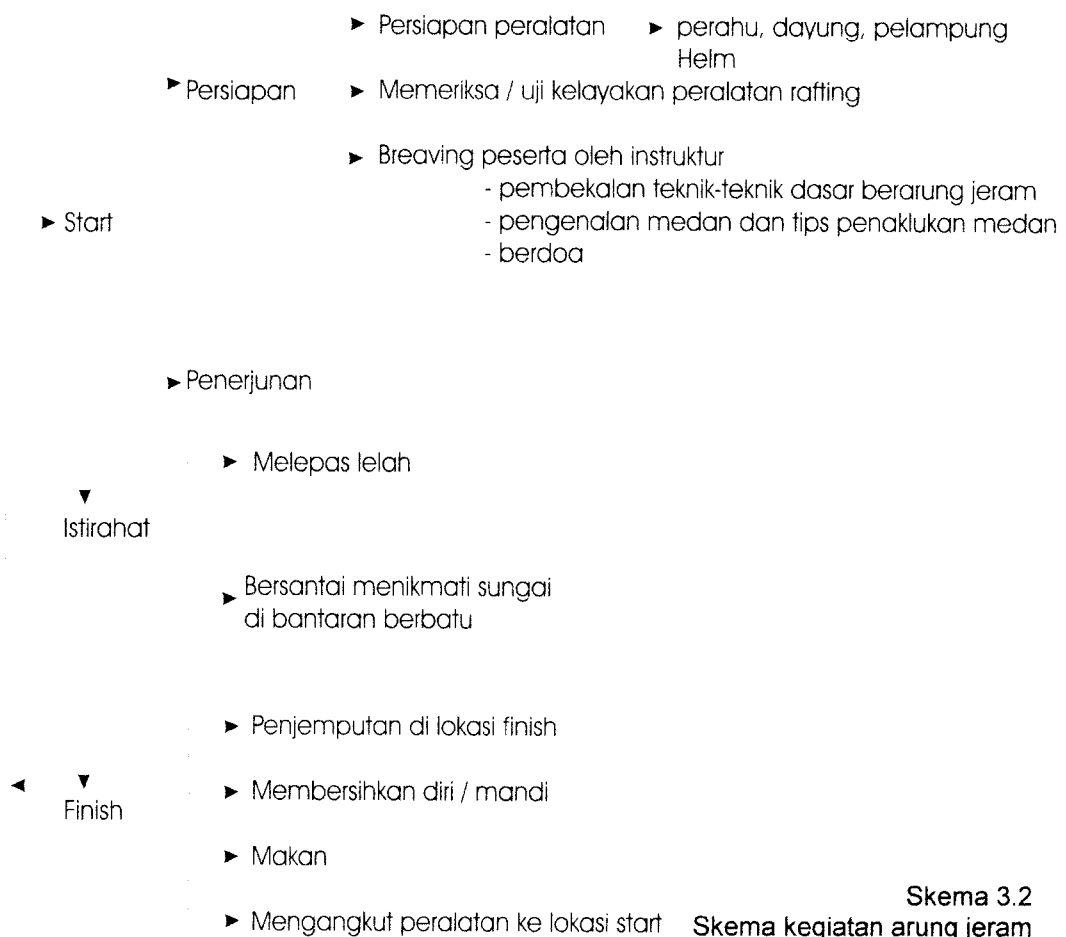 Persiapan peralatan
perahu, dayung, pelampung
Helm
Persiapan
Memeriksa / uji kelayakan peralatan rafting
Breaving peserta oleh instruktur
- pembekalan teknik-teknik dasar berarung jeram
Start
- pengenalan medan dan tips penaklukan medan
- berdoa
Penerjunan
Melepas lelah
Istirahat
Bersantai menikmati sungai
di bantaran berbatu
Penjemputan di lokasi finish
Membersihkan diri / mandi
Finish
Makan
Mengangkut peralatan ke lokasi start
Skema 3.2
Skema kegiatan arung jeram